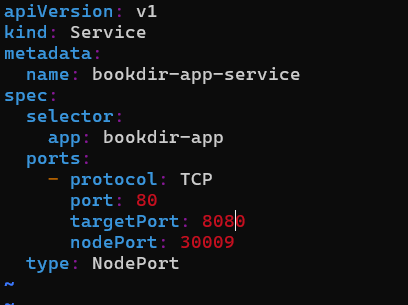 apiVersion: v1
kind: Service
metadata:
  name: bookdir-app-service
spec:
  selector:
    app: bookdir-app
  ports:
    - protocol: TCP
      port: 80
      targetPort: 8080
      nodePort: 30009
  type: NodePort
~
~